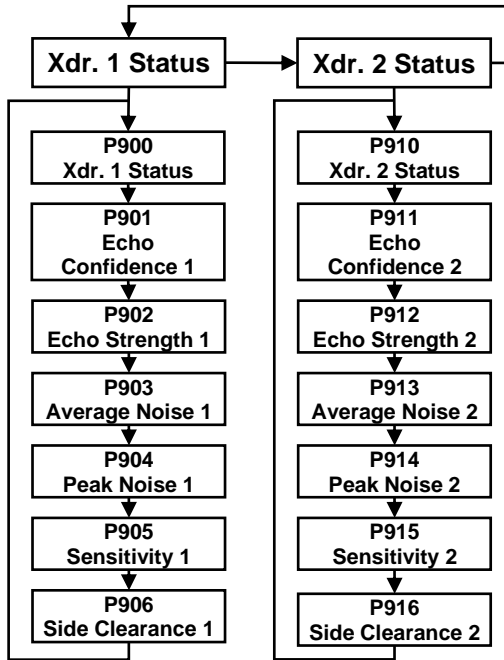 Xdr. 1 Status
Xdr. 2 Status
P900
Xdr. 1 Status
P901
Echo
Confidence 1
P902
Echo Strength 1
P903
Average Noise 1
P904
Peak Noise 1
P905
Sensitivity 1
P906
Side Clearance 1
P910
Xdr. 2 Status
P911
Echo
Confidence 2
P912
Echo Strength 2
P913
Average Noise 2
P914
Peak Noise 2
P915
Sensitivity 2
P916
Side Clearance 2